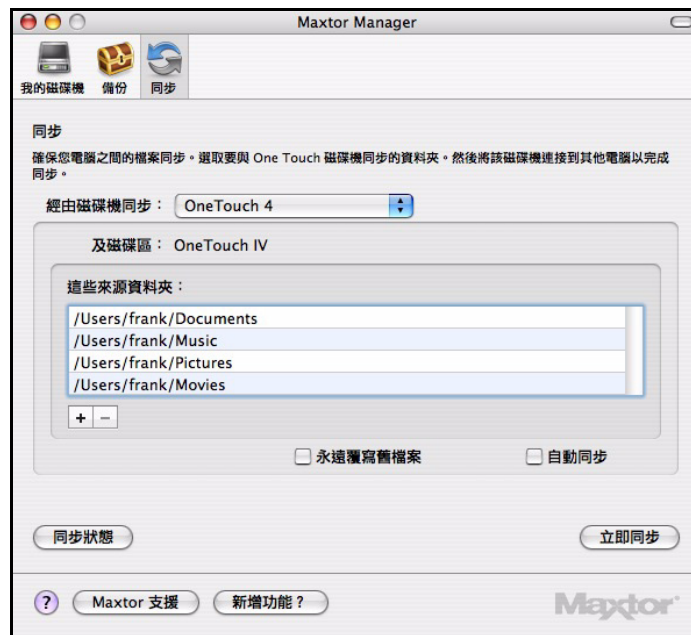 Maxtor Manager
我的磁碟機 備份 同步
同步
確保您電腦之間的檔案同步。選取要與 One Touch 磁碟機同步的資料夾。然後將該磁碟機連接到其他電腦以完成
同步。
經由磁碟機同步： OneTouch 4
及磁碟區： OneTouch IV
這些來源資料夾：
/Users/frank/Documents
/Users/frank/Music
/Users/frank/Pictures
/Users/frank/Movies
+ −
永遠覆寫舊檔案 自動同步
同步狀態 立即同步
? Maxtor 支援 新增功能？ Maxtor